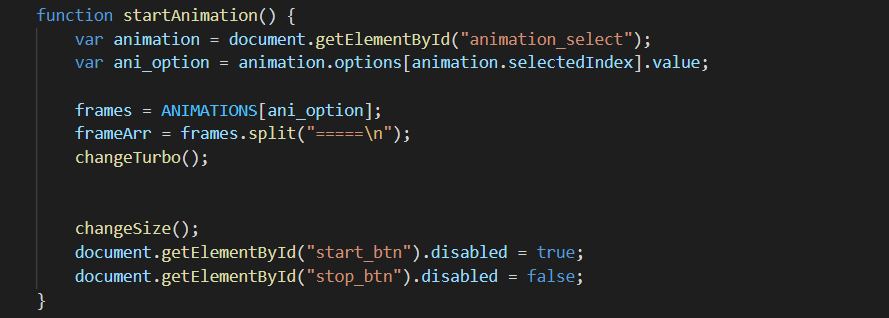 function startAnimation() {
    var animation = document.getElementById("animation_select");
    var ani_option = animation.options[animation.selectedIndex].value;
    frames = ANIMATIONS[ani_option];
    frameArr = frames.split("=====\n");
    changeTurbo();
    changeSize();
    document.getElementById("start_btn").disabled = true;
    document.getElementById("stop_btn").disabled = false;
}